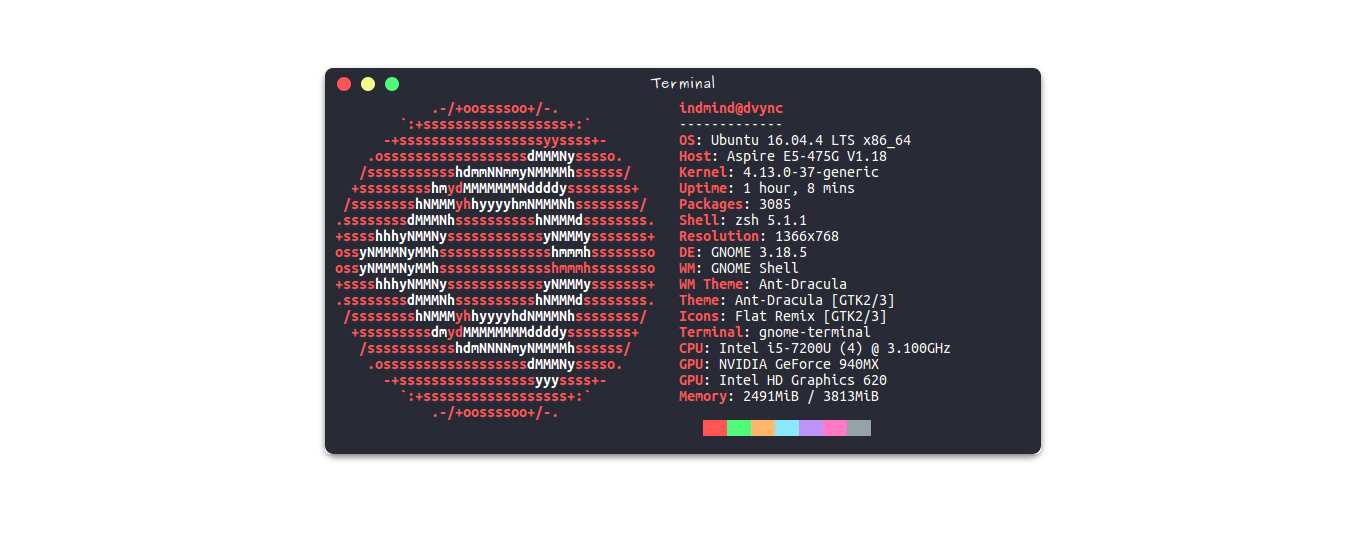 Terminal
.-/+oossssoo+/-.
`:+ssssssssssssssssss+:`
-+ssssssssssssssssssyyssss+-
.ossssssssssssssssssdMMMNysssso.
/ssssssssssshdmmNNmmyNMMMMhssssss/
+ssssssssshmydMMMMMMMNddddyssssssss+
/sssssssshNMMMyhhyyyyhmNMMMNhssssssss/
.ssssssssdMMMNhsssssssssshNMMMdssssssss.
+sssshhhyNMMNyssssssssssssyNMMMysssssss+
ossyNMMMNyMMhsssssssssssssshmmmhssssssso
ossyNMMMNyMMhsssssssssssssshmmmhssssssso
+sssshhhyNMMNyssssssssssssyNMMMysssssss+
.ssssssssdMMMNhsssssssssshNMMMdssssssss.
/sssssssshNMMMyhhyyyyhdNMMMNhssssssss/
+sssssssssdmydMMMMMMMMddddyssssssss+
/ssssssssssshdmNNNNmyNMMMMhssssss/
.ossssssssssssssssssdMMMNysssso.
-+sssssssssssssssssyyyssss+-
`:+ssssssssssssssssss+:`
.-/+oossssoo+/-.
indmind@dvync
-------------
OS: Ubuntu 16.04.4 LTS x86_64
Host: Aspire E5-475G V1.18
Kernel: 4.13.0-37-generic
Uptime: 1 hour, 8 mins
Packages: 3085
Shell: zsh 5.1.1
Resolution: 1366x768
DE: GNOME 3.18.5
WM: GNOME Shell
WM Theme: Ant-Dracula
Theme: Ant-Dracula [GTK2/3]
Icons: Flat Remix [GTK2/3]
Terminal: gnome-terminal
CPU: Intel i5-7200U (4) @ 3.100GHz
GPU: NVIDIA GeForce 940MX
GPU: Intel HD Graphics 620
Memory: 2491MiB / 3813MiB